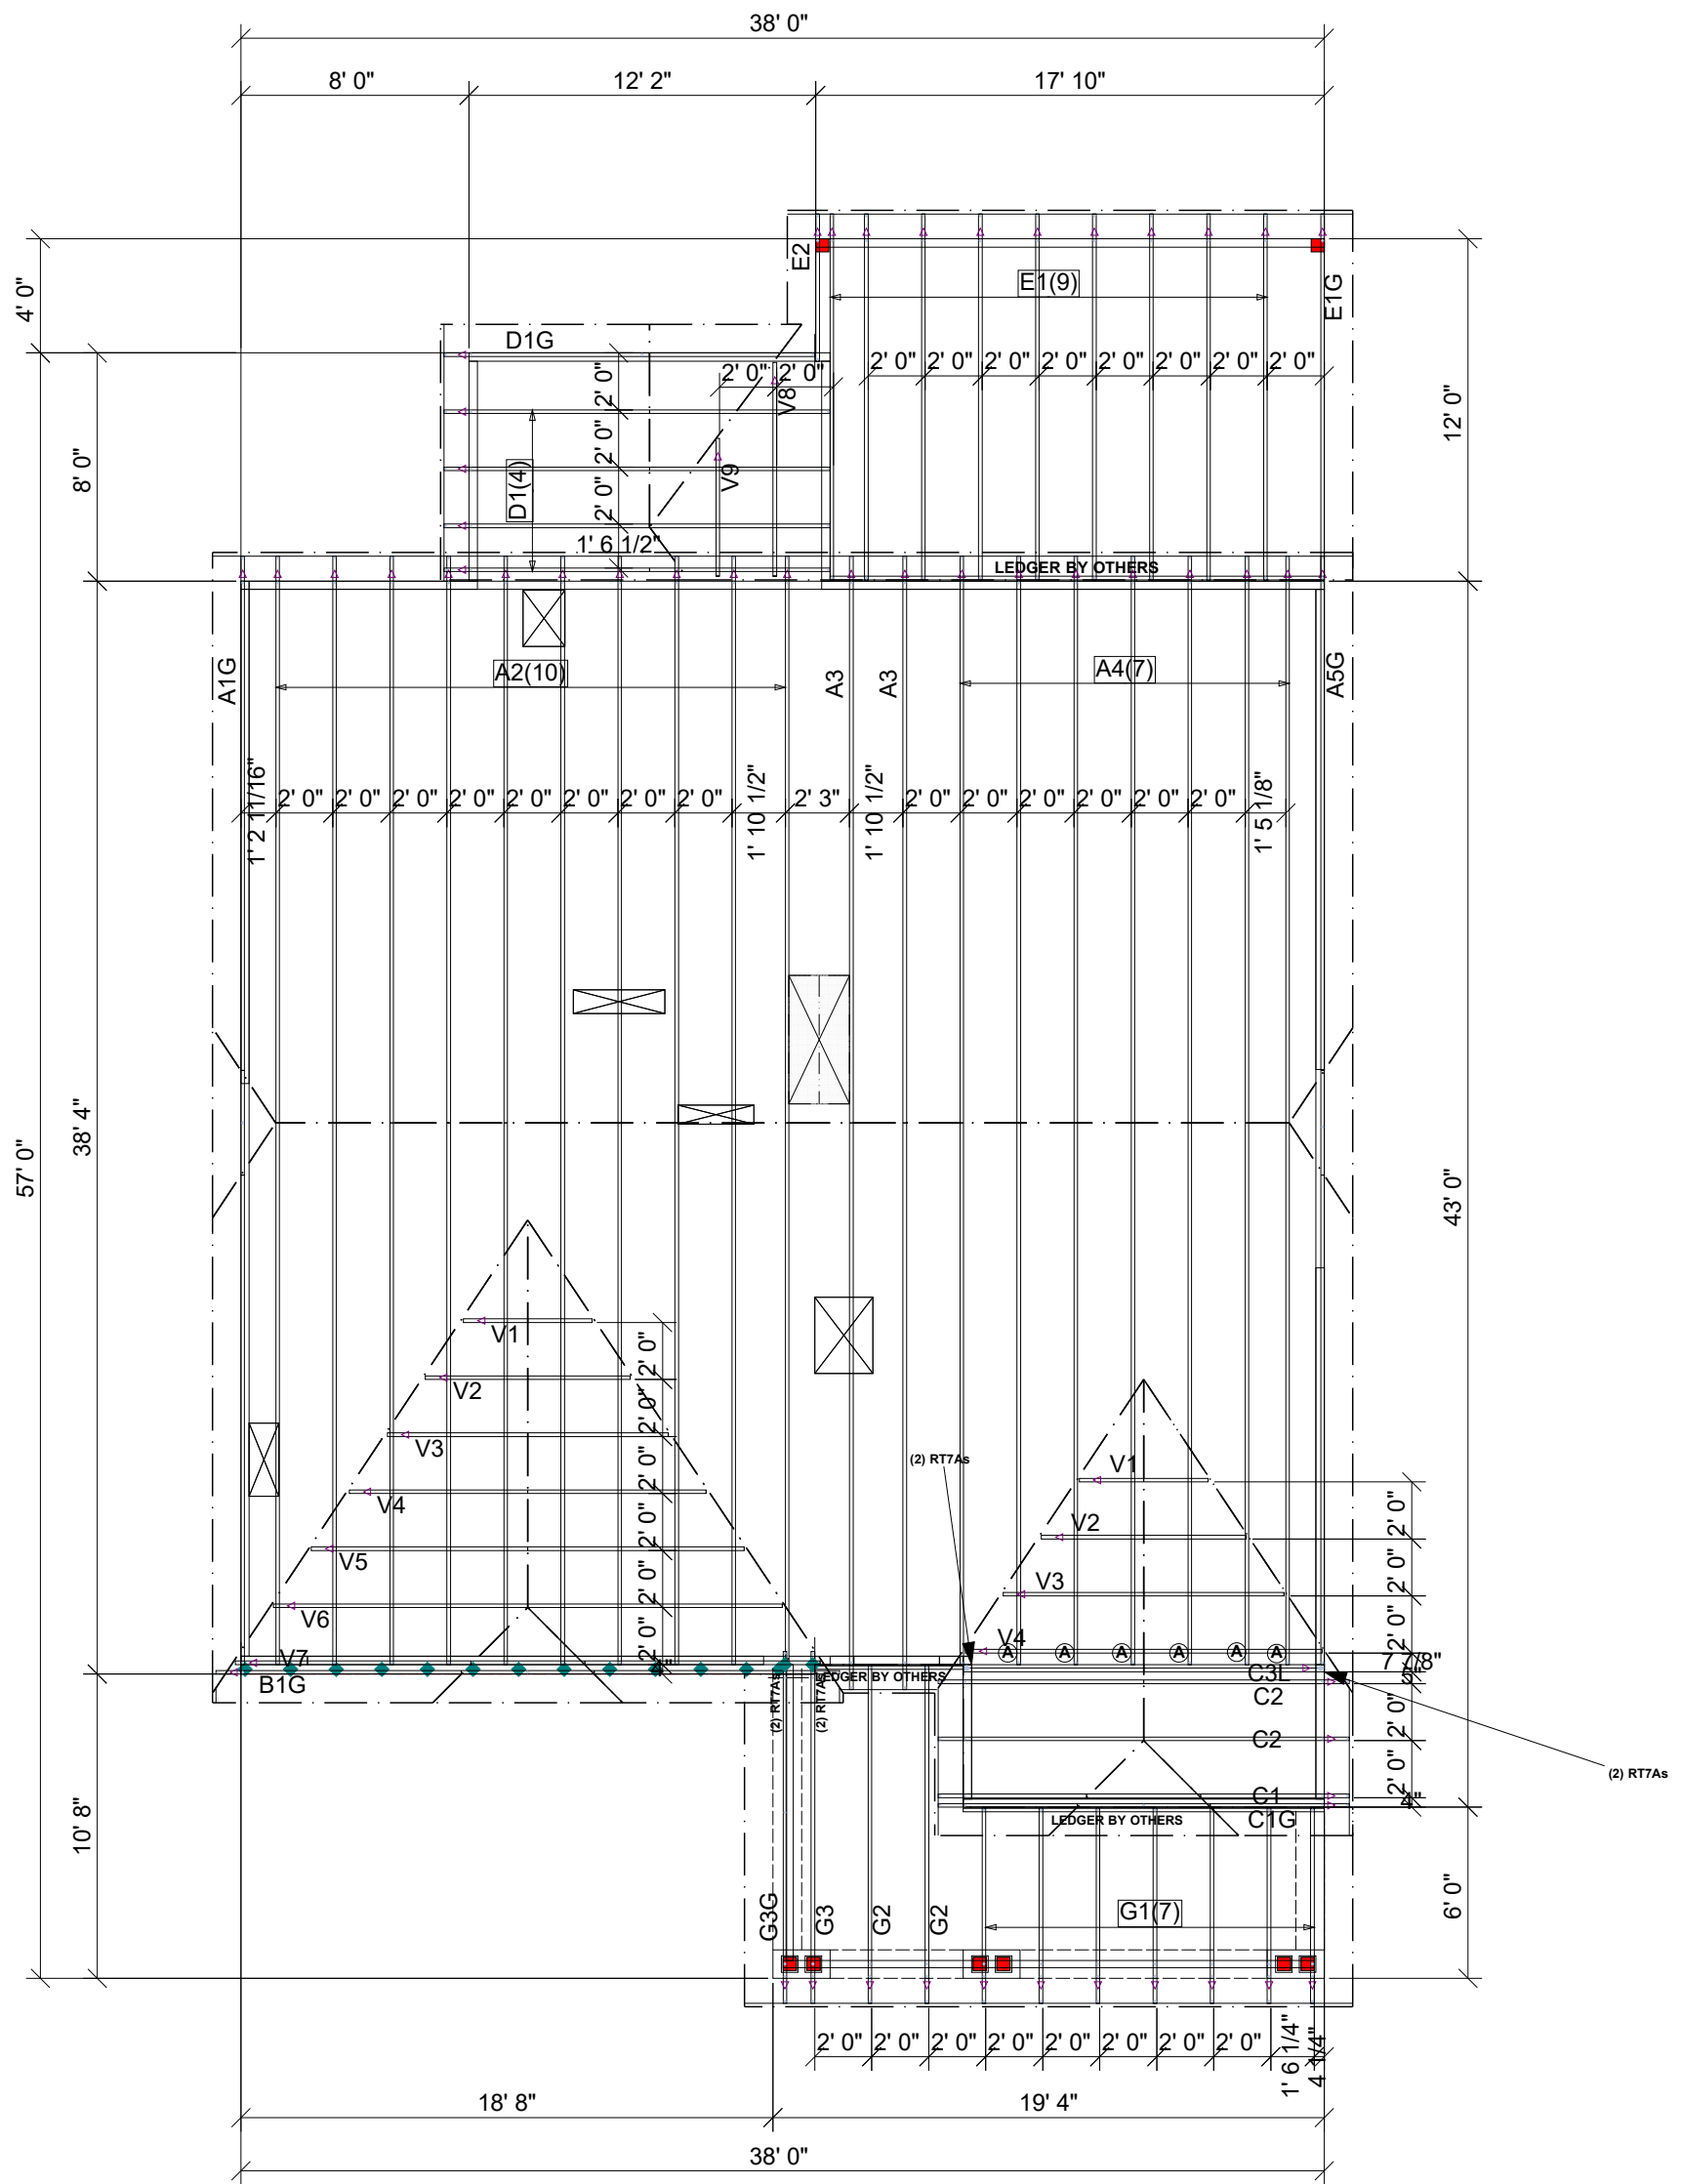 38' 0"
8' 0" 12' 2" 17' 10"
4' 0"
E2
E1(9)
E1G
12' 0"
D1G
2' 0" 2' 0" 2' 0" 2' 0" 2' 0" 2' 0" 2' 0" 2' 0"
2' 0" 2' 0"
2' 0"
V8
8' 0"
D1(4)
2' 0"
V9
2' 0"
1' 6 1/2"
LEDGER BY OTHERS
A1G
A2(10)
A3
A3
A4(7)
A5G
1' 2 11/16"
2' 0" 2' 0" 2' 0" 2' 0" 2' 0" 2' 0" 2' 0" 2' 0"
1' 10 1/2"
2' 3"
1' 10 1/2"
2' 0" 2' 0" 2' 0" 2' 0" 2' 0" 2' 0"
1' 5 1/8"
38' 4"
57' 0"
43' 0"
V1
2' 0"
V2
2' 0"
V3
2' 0"
V4
2' 0"
V5
2' 0"
V6
2' 0"
V7
4"
B1G
(2) RT7As
V1
2' 0"
V2
2' 0"
V3
2' 0"
V4
A A A A A A
7 7/8"
LEDGER BY OTHERS
C3L
5"
C2
(2) RT7As
(2) RT7As
2' 0"
C2
2' 0"
(2) RT7As
C1
4"
LEDGER BY OTHERS
C1G
10' 8"
G3G
G3
G2
G2
G1(7)
6' 0"
2' 0" 2' 0" 2' 0" 2' 0" 2' 0" 2' 0" 2' 0" 2' 0"
1' 6 1/4"
4 1/4"
18' 8" 19' 4"
38' 0"